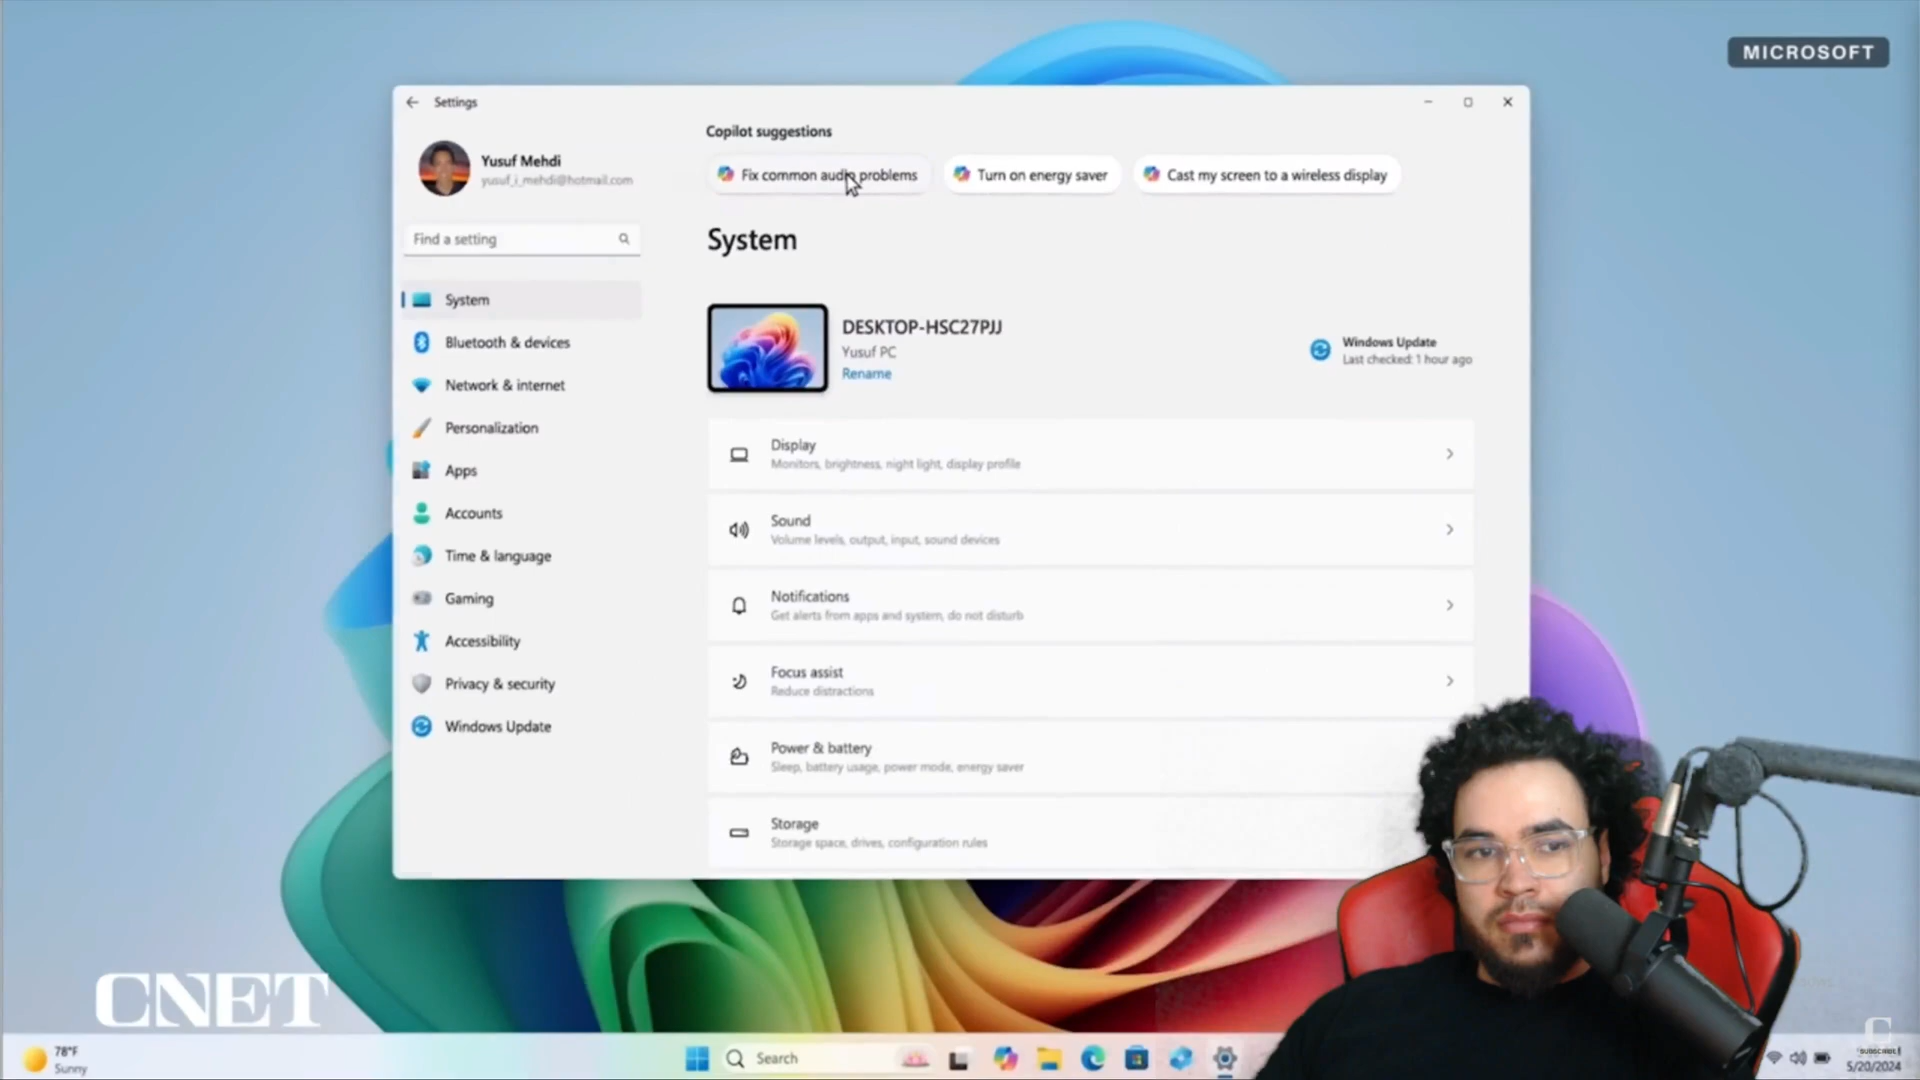 MICROSOFT
Settings
Yusuf Mehdi
yusuf_i_mehdi@hotmail.com
Find a setting
System
Bluetooth & devices
Network & internet
Personalization
Apps
Accounts
Time & language
Gaming
Accessibility
Privacy & security
Windows Update
Copilot suggestions
Fix common audio problems
Turn on energy saver
Cast my screen to a wireless display
System
DESKTOP-HSC27PJJ
Yusuf PC
Rename
Windows Update
Last checked: 1 hour ago
Display
Monitors, brightness, night light, display profile
Sound
Volume levels, output, input, sound devices
Notifications
Get alerts from apps and system, do not disturb
Focus assist
Reduce distractions
Power & battery
Sleep, battery usage, power mode, energy saver
Storage
Storage space, drives, configuration rules
CNET
78°F
Sunny
Search
SUBSCRIBE
5/20/2024